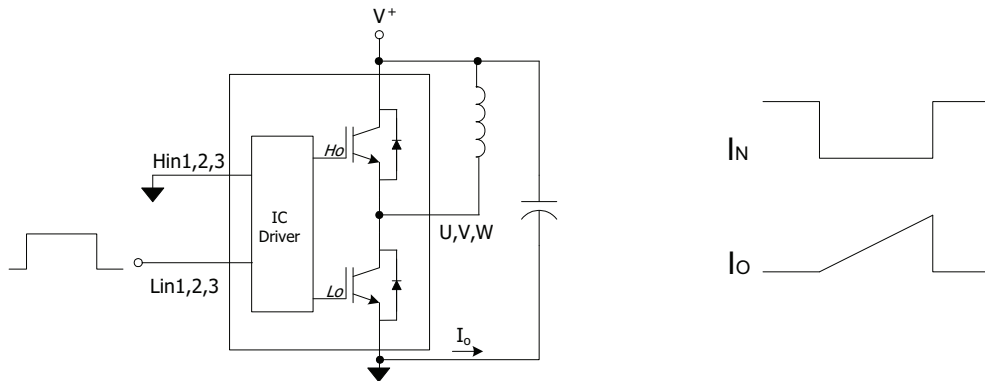 V+
Hin1,2,3
Ho
IC
Driver
U,V,W
Lin1,2,3
Lo
Io
IN
IO